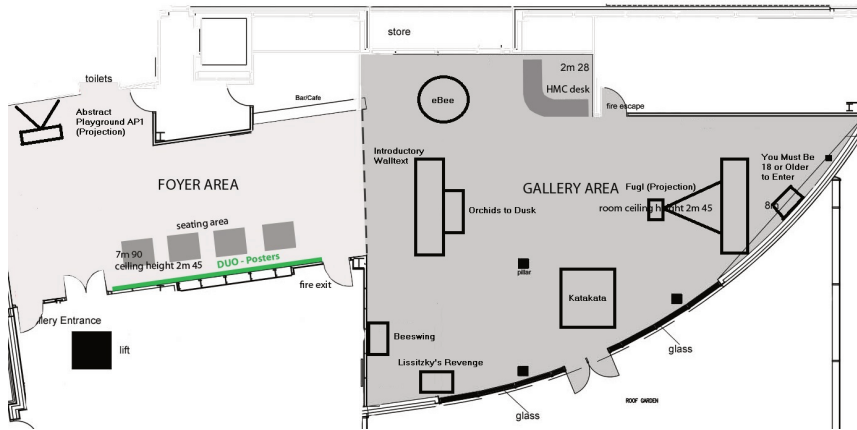 store
toilets
2m 28
HMC desk
eBee
Bar/Cafe
fire escape
Abstract
Playground AP1
(Projection)
Introductory
Walltext
You Must Be
18 or Older
to Enter
FOYER AREA
GALLERY AREA
Fugl (Projection)
Orchids to Dusk
room ceiling height 2m 45
8m
seating area
7m 90
ceiling height 2m 45
DUO - Posters
pillar
fire exit
Katakata
llery Entrance
lift
Beeswing
Lissitzky's Revenge
glass
glass
ROOF GARDEN